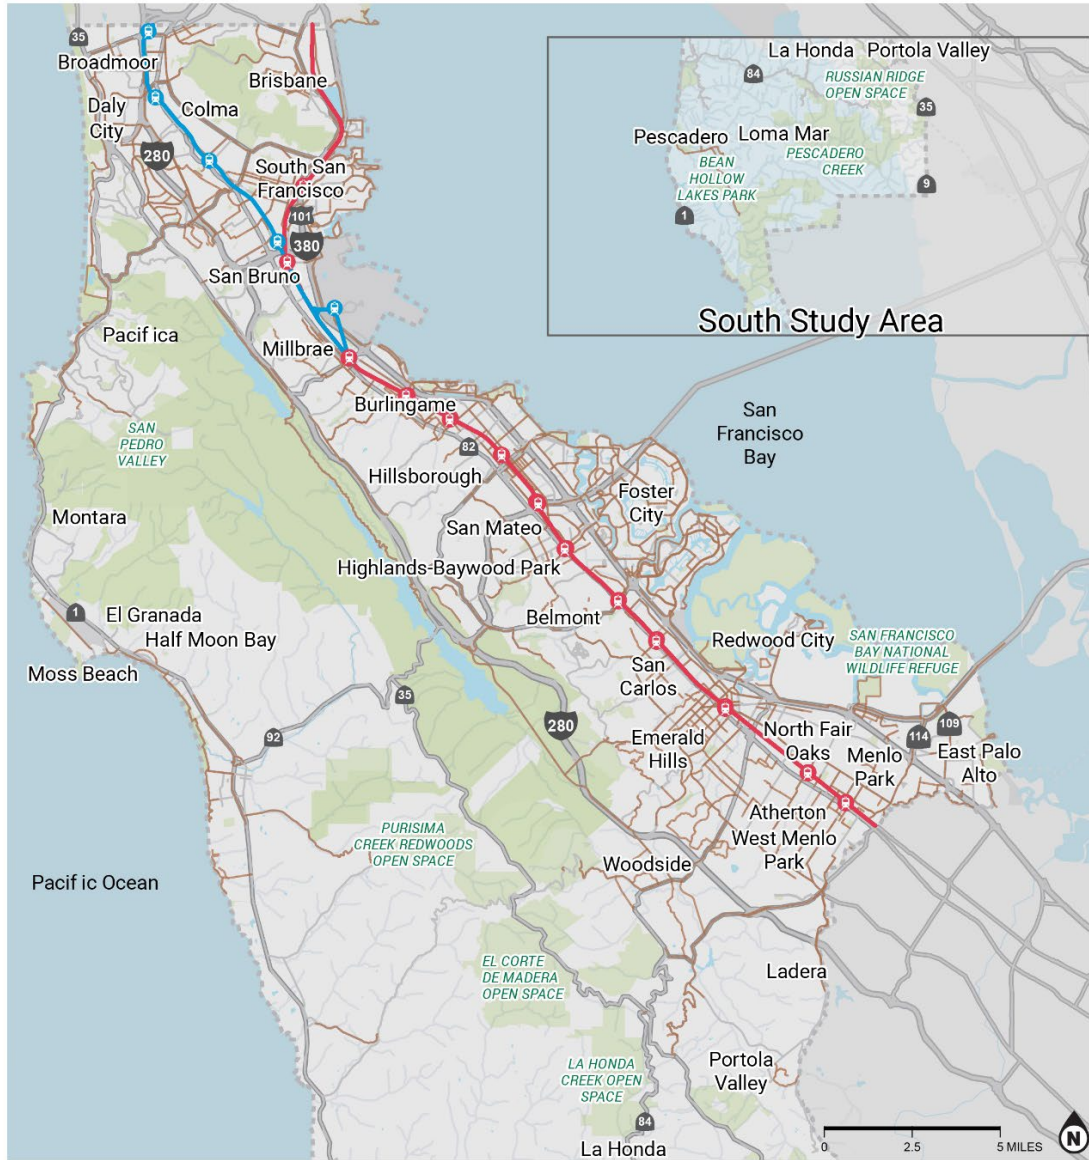 35
Broadmoor
Brisbane
Daly
City
Colma
280
South San
Francisco
101
380
San Bruno
Pacif ica
Millbrae
Burlingame
82
SAN
PEDRO
VALLEY
Hillsborough
San
Francisco
Bay
Foster
City
Montara
San Mateo
Highlands-Baywood Park
1
El Granada
Half Moon Bay
Belmont
Redwood City
SAN FRANCISCO
BAY NATIONAL
WILDLIFE REFUGE
Moss Beach
San
Carlos
35
280
92
Emerald
Hills
North Fair
Oaks
Menlo
Park
114
109
East Palo
Alto
Atherton
West Menlo
Park
PURISIMA
CREEK REDWOODS
OPEN SPACE
Woodside
Pacif ic Ocean
EL CORTE
DE MADERA
OPEN SPACE
Ladera
LA HONDA
CREEK OPEN
SPACE
Portola
Valley
84
La Honda
La Honda
Portola Valley
84
RUSSIAN RIDGE
OPEN SPACE
35
Pescadero
Loma Mar
BEAN
HOLLOW
LAKES PARK
PESCADERO
CREEK
9
1
South Study Area
0
2.5
5 MILES
N